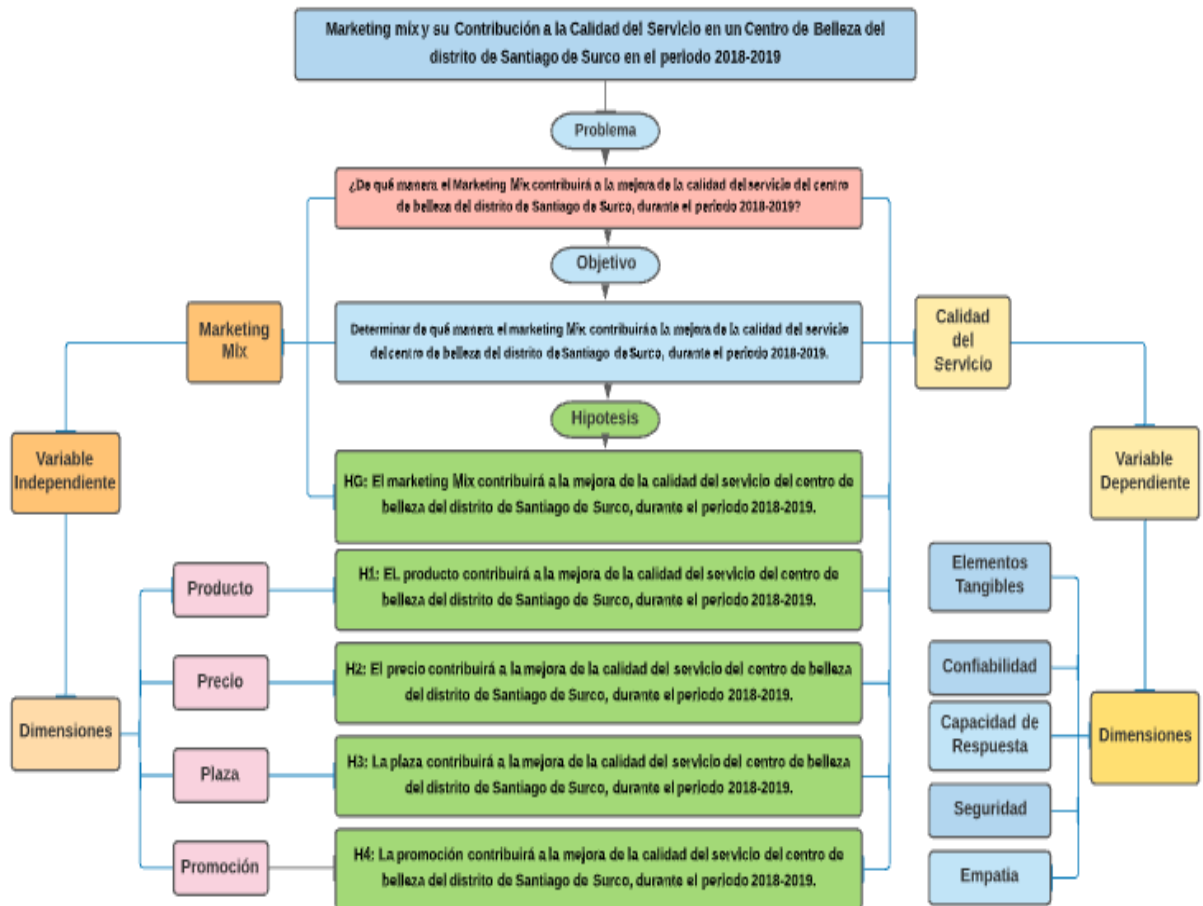 Marketing mix y su Contribución a la Calidad del Servicio en un Centro de Belleza del
distrito de Santiago de Surco en el periodo 2018-2019
Problema
¿De qué manera el Marketing Mix contribuirá a la mejora de la calidad del servicio del centro
de belleza del distrito de Santiago de Surco, durante el periodo 2018-2019?
Objetivo
Marketing
Mix
Determinar de qué manera el marketing Mix contribuirá a la mejora de la calidad del servicio
del centro de belleza del distrito de Santiago de Surco, durante el periodo 2018-2019.
Calidad
del
Servicio
Hipotesis
Variable
Independiente
HG: El marketing Mix contribuirá a la mejora de la calidad del servicio del centro de
belleza del distrito de Santiago de Surco, durante el periodo 2018-2019.
Variable
Dependiente
Producto
H1: EL producto contribuirá a la mejora de la calidad del servicio del centro de
belleza del distrito de Santiago de Surco, durante el periodo 2018-2019.
Elementos
Tangibles
Precio
H2: El precio contribuirá a la mejora de la calidad del servicio del centro de belleza
del distrito de Santiago de Surco, durante el periodo 2018-2019.
Confiabilidad
Dimensiones
Capacidad de
Respuesta
Dimensiones
Plaza
H3: La plaza contribuirá a la mejora de la calidad del servicio del centro de belleza
del distrito de Santiago de Surco, durante el periodo 2018-2019.
Seguridad
Promoción
H4: La promoción contribuirá a la mejora de la calidad del servicio del centro de
belleza del distrito de Santiago de Surco, durante el periodo 2018-2019.
Empatia